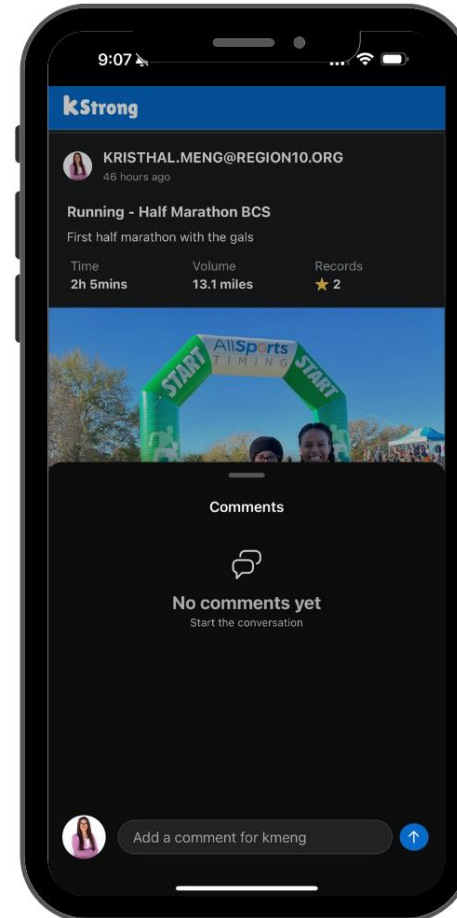 9:07
kStrong
KRISTHAL.MENG@REGION10.ORG
46 hours ago
Running - Half Marathon BCS
First half marathon with the gals
Time Volume Records
2h 5mins 13.1 miles 2
AllSports
TIMING
START START
Comments
No comments yet
Start the conversation
Add a comment for kmeng